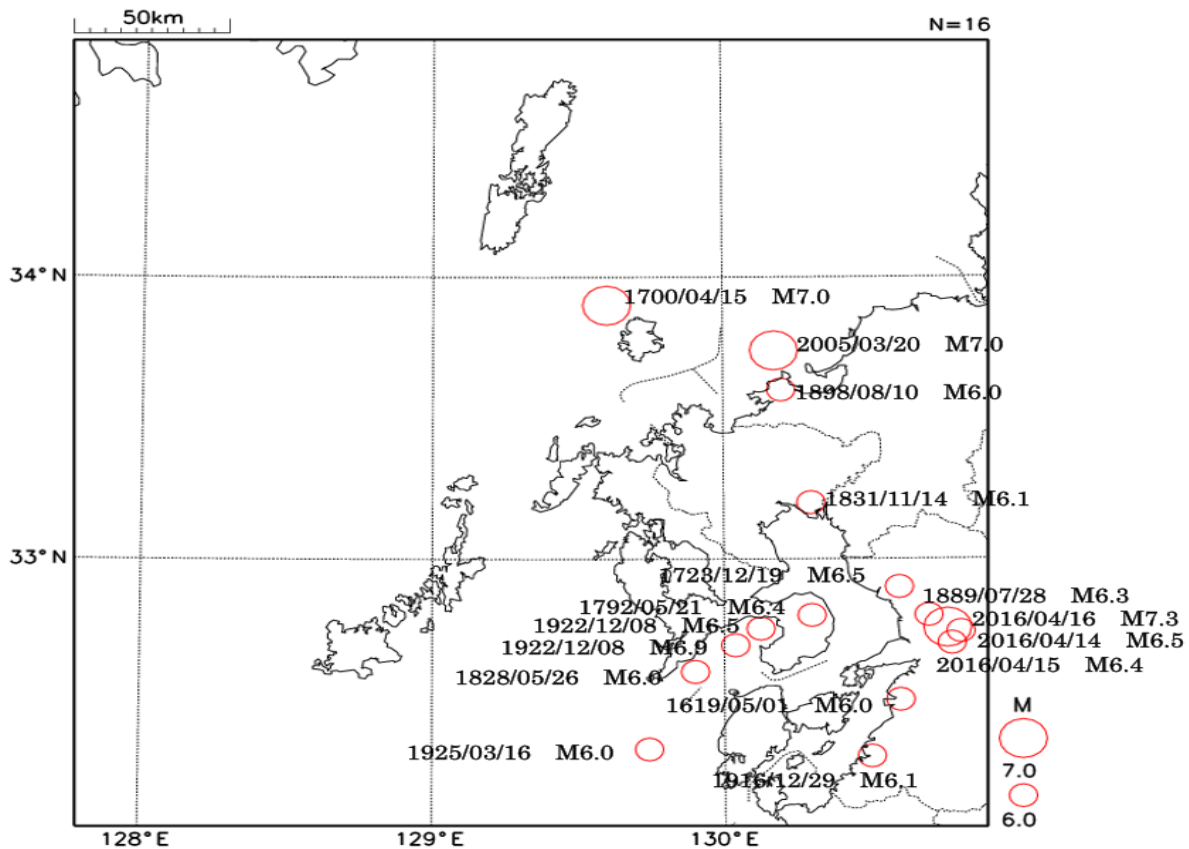 50km
N=16
34°N
1700/04/15 M7.0
2005/03/20 M7.0
1898/08/10 M6.0
1831/11/14 M6.1
33°N
1723/12/19 M6.5
1889/07/28 M6.3
1792/05/21 M6.4
2016/04/16 M7.3
1922/12/08 M6.5
2016/04/14 M6.5
1922/12/08 M6.9
2016/04/15 M6.4
1828/05/26 M6.0
1619/05/01 M6.0
M
1925/03/16 M6.0
7.0
1916/12/29 M6.1
6.0
128°E
129°E
130°E